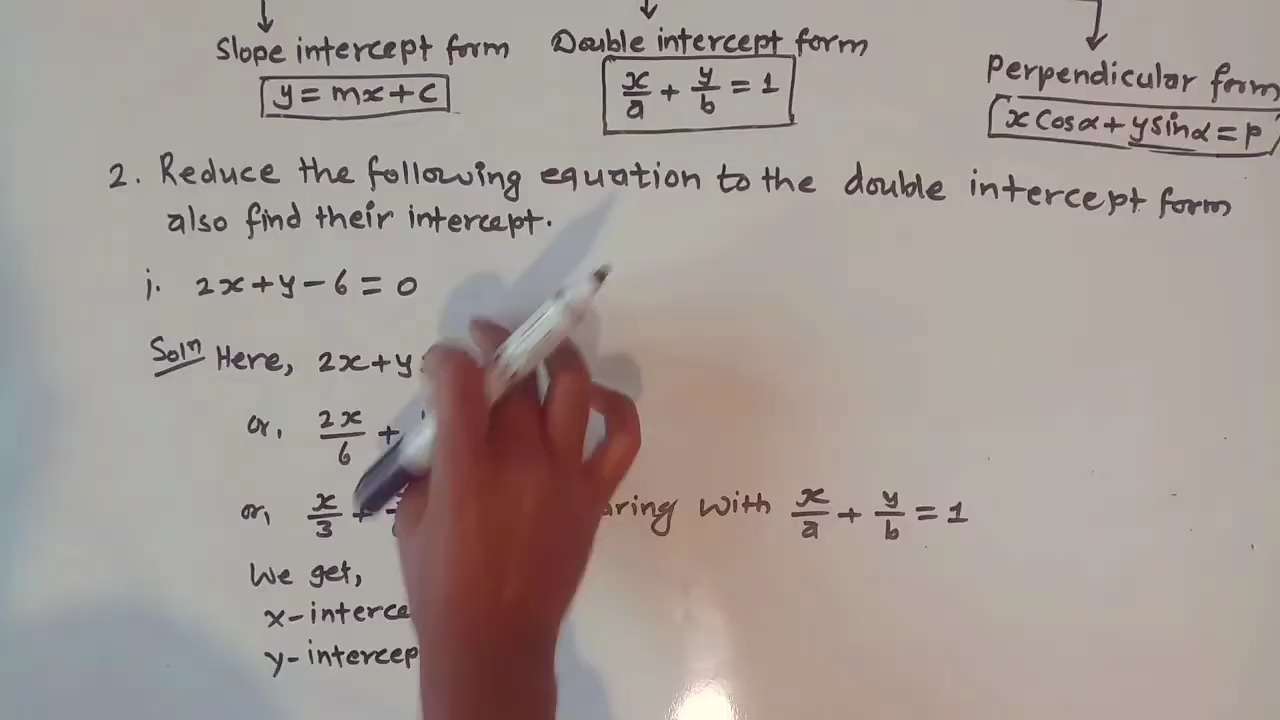 Slope intercept form
y = mx + c
Double intercept form
x/a + y/b = 1
Perpendicular form
x cosα + y sinα = p
2. Reduce the following equation to the double intercept form
also find their intercept.
i. 2x + y - 6 = 0
Solⁿ Here, 2x + y
or, 2x/6 +
or, x/3 + with x/a + y/b = 1
We get,
x-interce
y-intercep